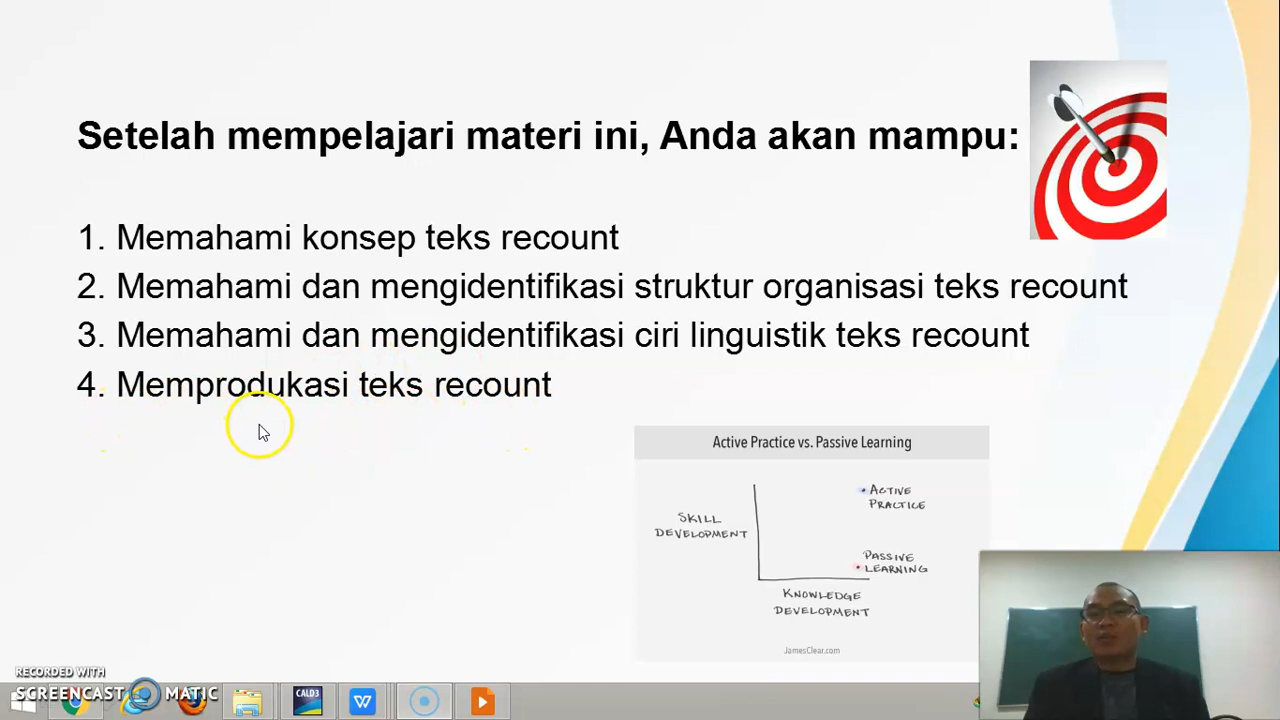 Setelah mempelajari materi ini, Anda akan mampu:
1. Memahami konsep teks recount
2. Memahami dan mengidentifikasi struktur organisasi teks recount
3. Memahami dan mengidentifikasi ciri linguistik teks recount
4. Memprodukasi teks recount
Active Practice vs. Passive Learning
ACTIVE
PRACTICE
SKILL
DEVELOPMENT
PASSIVE
LEARNING
KNOWLEDGE
DEVELOPMENT
JamesClear.com
RECORDED WITH
SCREENCAST MATIC
CALD3
W